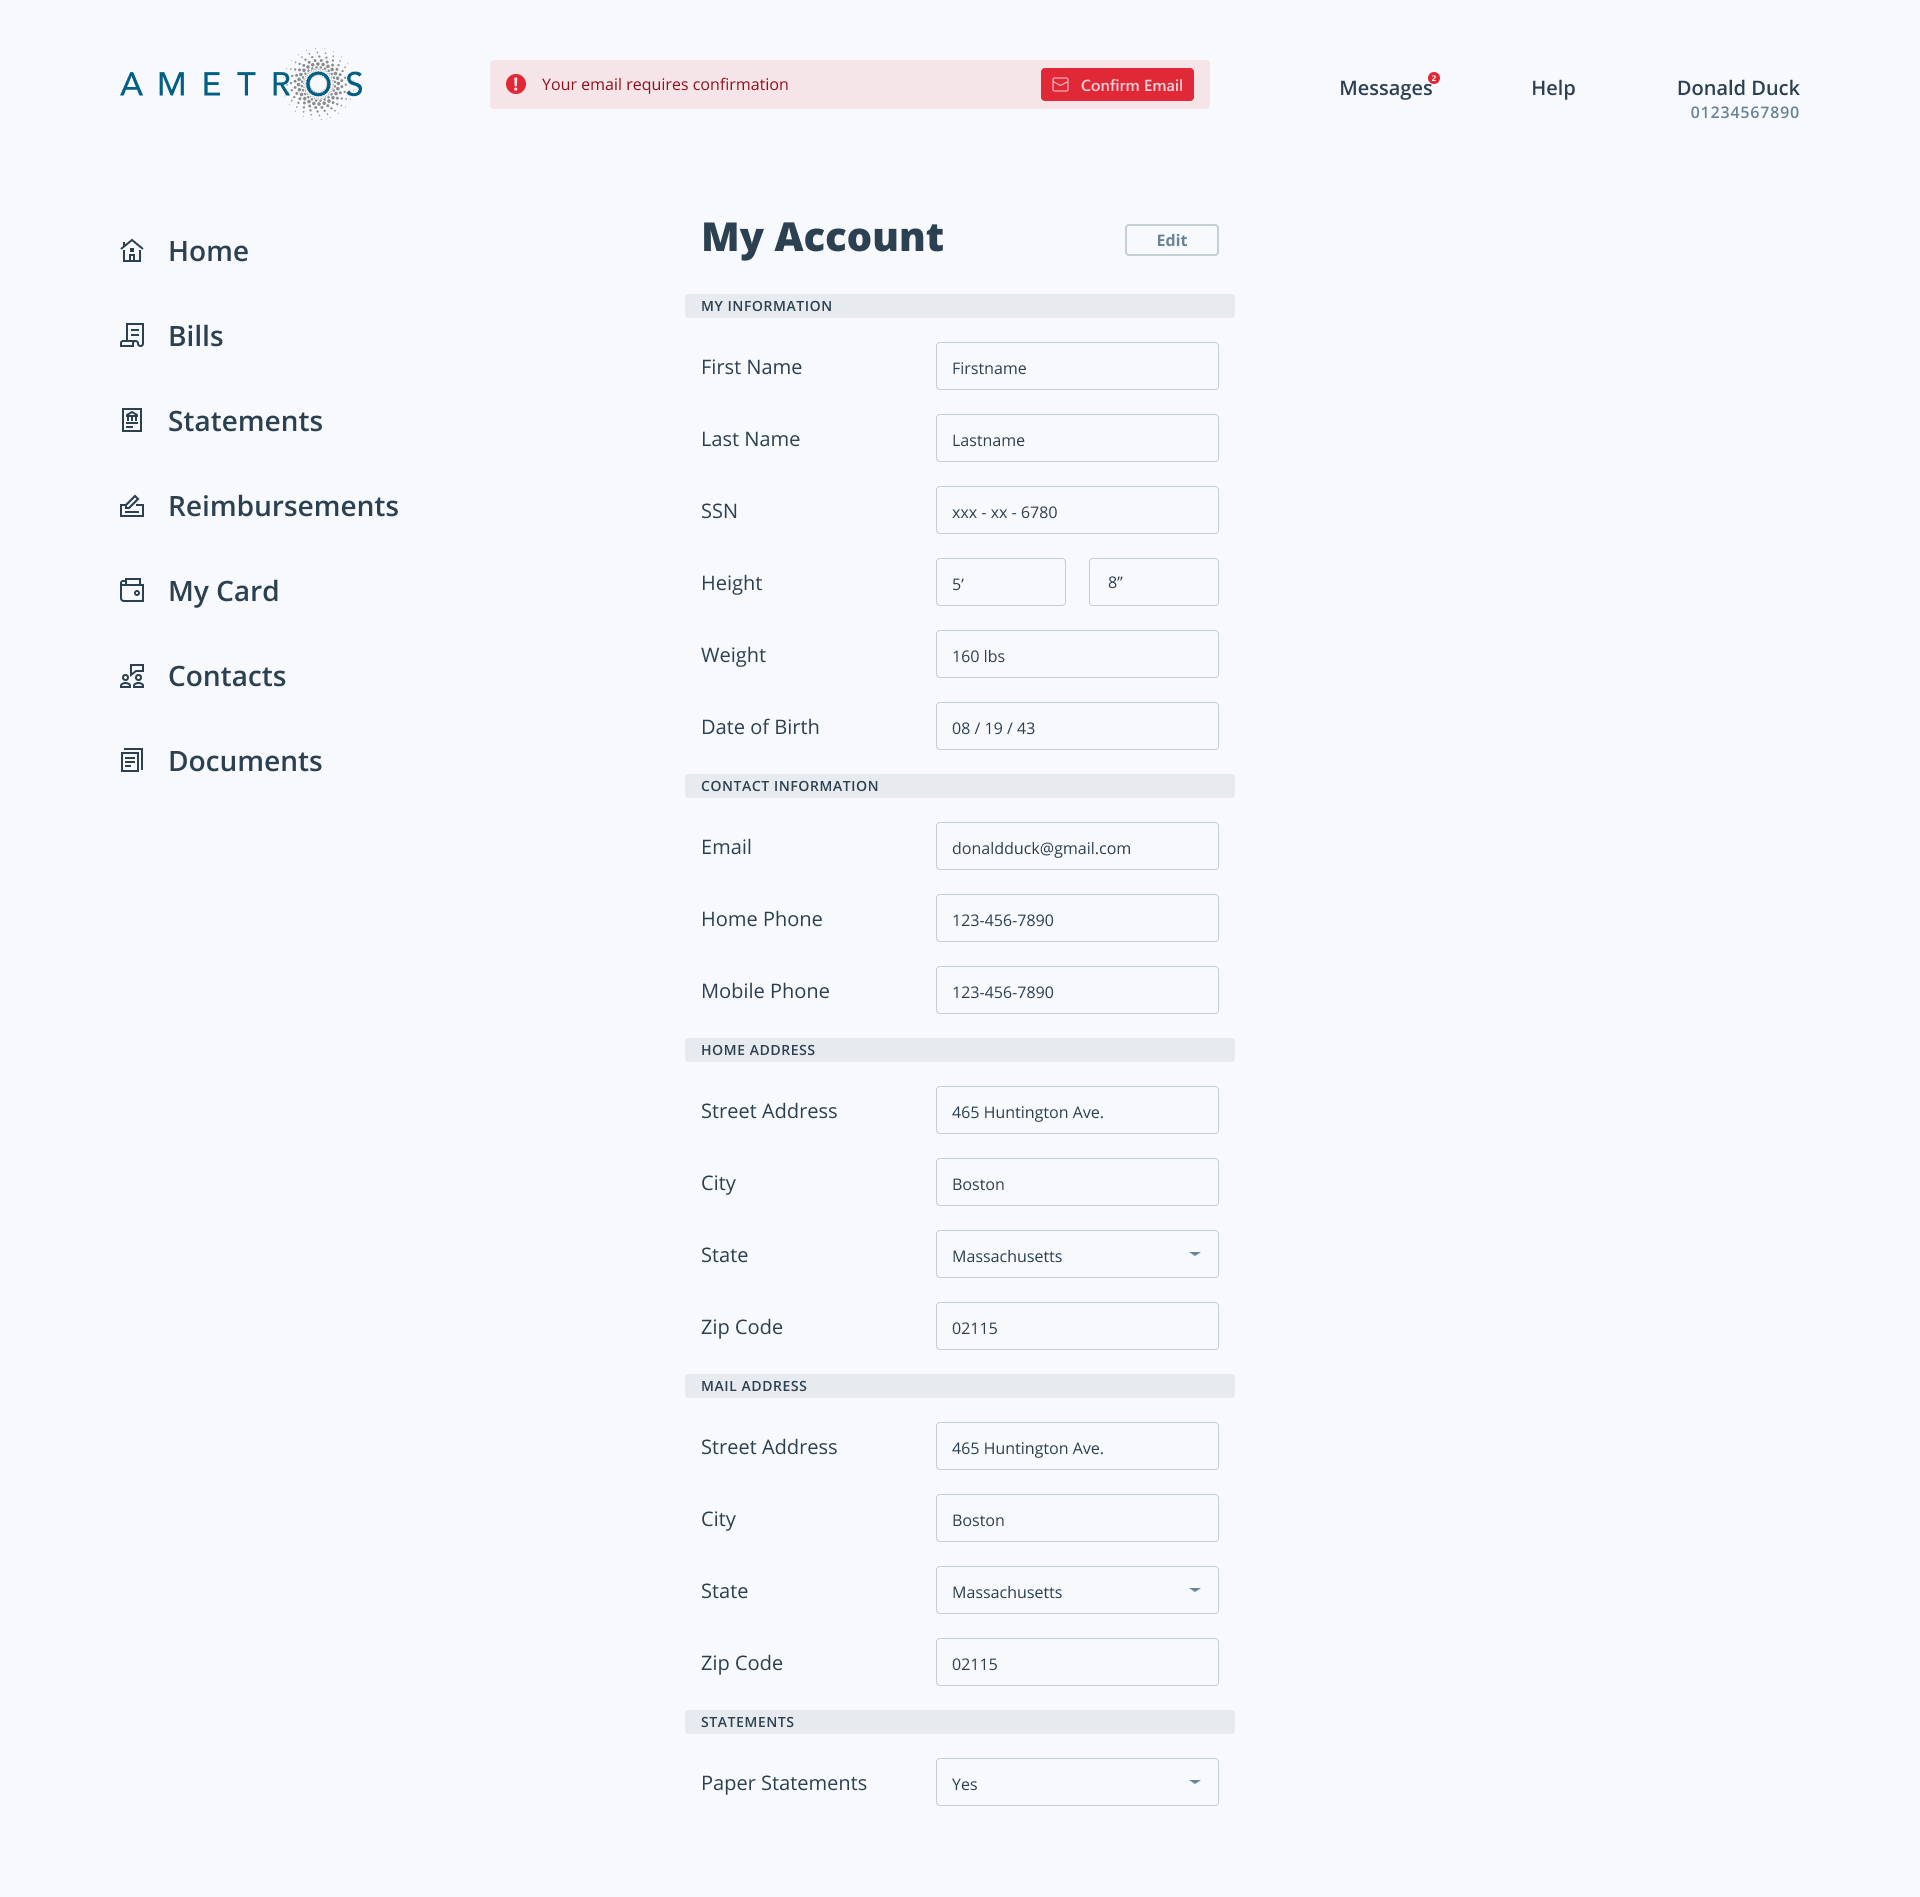 AMETROS
Your email requires confirmation
Confirm Email
Messages 2
Help
Donald Duck
01234567890
Home
Bills
Statements
Reimbursements
My Card
Contacts
Documents
My Account
Edit
MY INFORMATION
First Name Firstname
Last Name Lastname
SSN xxx - xx - 6780
Height 5’ 8”
Weight 160 lbs
Date of Birth 08 / 19 / 43
CONTACT INFORMATION
Email donaldduck@gmail.com
Home Phone 123-456-7890
Mobile Phone 123-456-7890
HOME ADDRESS
Street Address 465 Huntington Ave.
City Boston
State Massachusetts
Zip Code 02115
MAIL ADDRESS
Street Address 465 Huntington Ave.
City Boston
State Massachusetts
Zip Code 02115
STATEMENTS
Paper Statements Yes